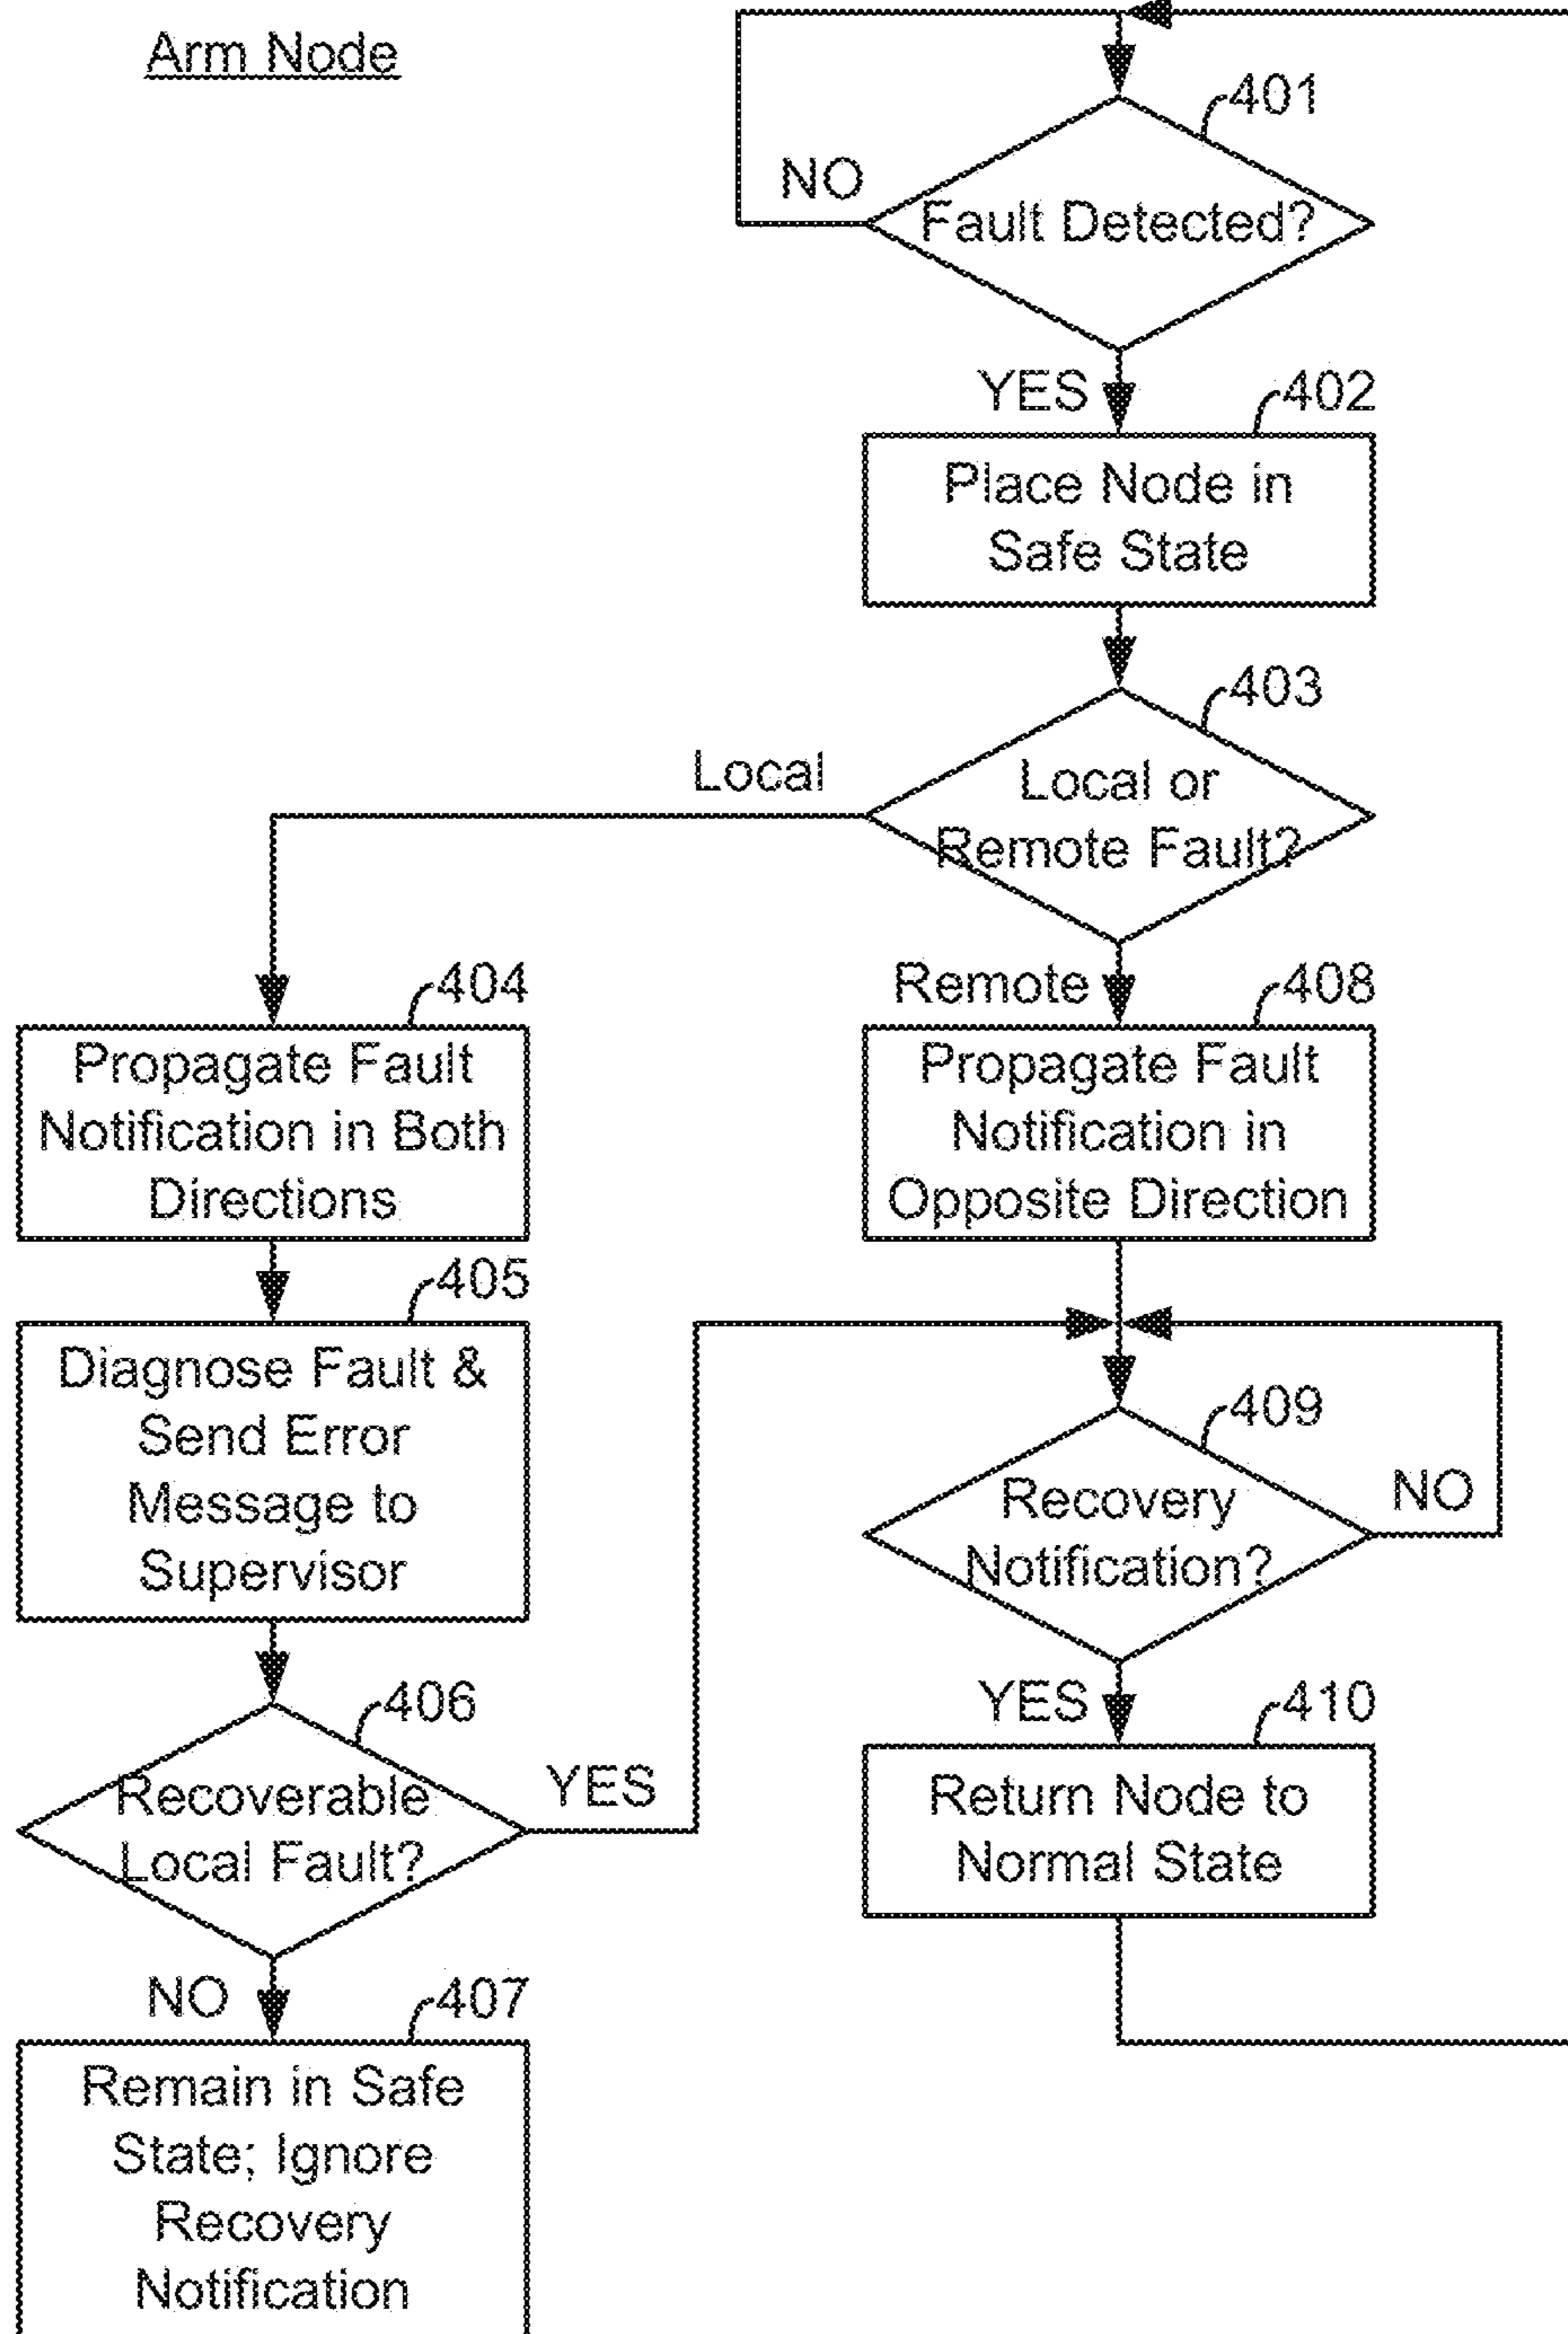 Arm Node
401
NO
Fault Detected?
YES
402
Place Node in
Safe State
403
Local
Local or
Remote Fault?
Remote
404
Propagate Fault
Notification in Both
Directions
408
Propagate Fault
Notification in
Opposite Direction
405
Diagnose Fault &
Send Error
Message to
Supervisor
409
Recovery
Notification?
NO
406
Recoverable
Local Fault?
YES
YES
410
Return Node to
Normal State
NO
407
Remain in Safe
State; Ignore
Recovery
Notification